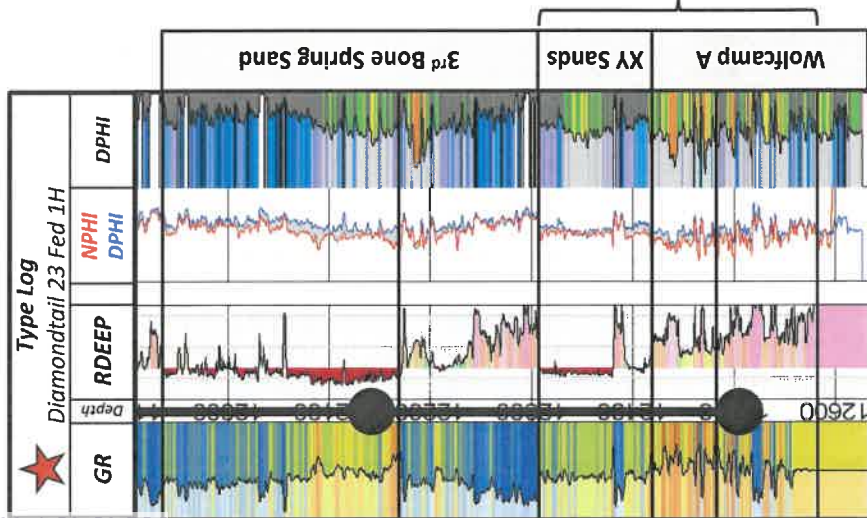 Type Log
Diamondtail 23 Fed 1H
GR
Depth
RDEEP
NPHI
DPHI
DPHI
3rd Bone Spring Sand
XY Sands
Wolfcamp A
12600